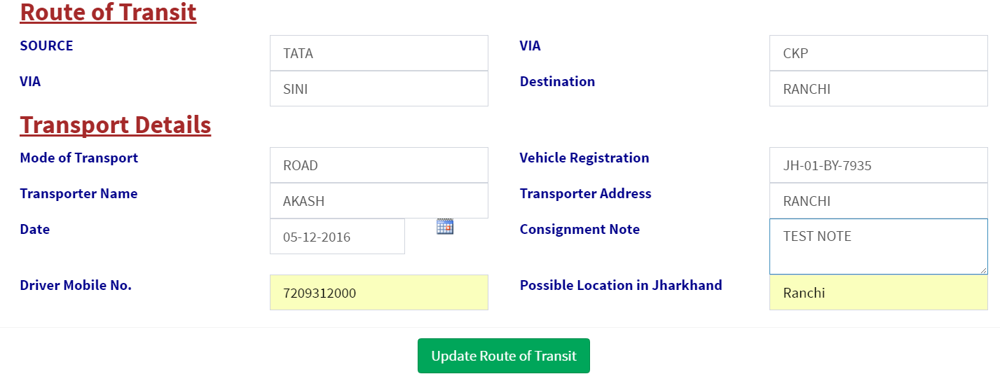 Route of Transit
SOURCE TATA VIA CKP
VIA SINI Destination RANCHI
Transport Details
Mode of Transport ROAD Vehicle Registration JH-01-BY-7935
Transporter Name AKASH Transporter Address RANCHI
Date 05-12-2016 Consignment Note TEST NOTE
Driver Mobile No. 7209312000 Possible Location in Jharkhand Ranchi
Update Route of Transit